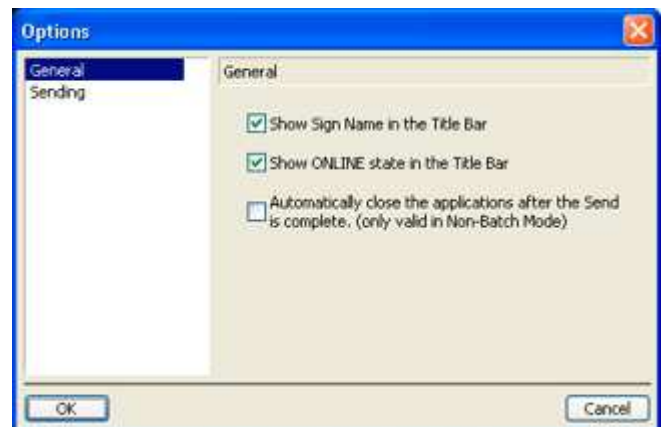 Options
General
Sending
General
Show Sign Name in the Title Bar
Show ONLINE state in the Title Bar
Automatically close the applications after the Send
is complete. (only valid in Non-Batch Mode)
OK
Cancel